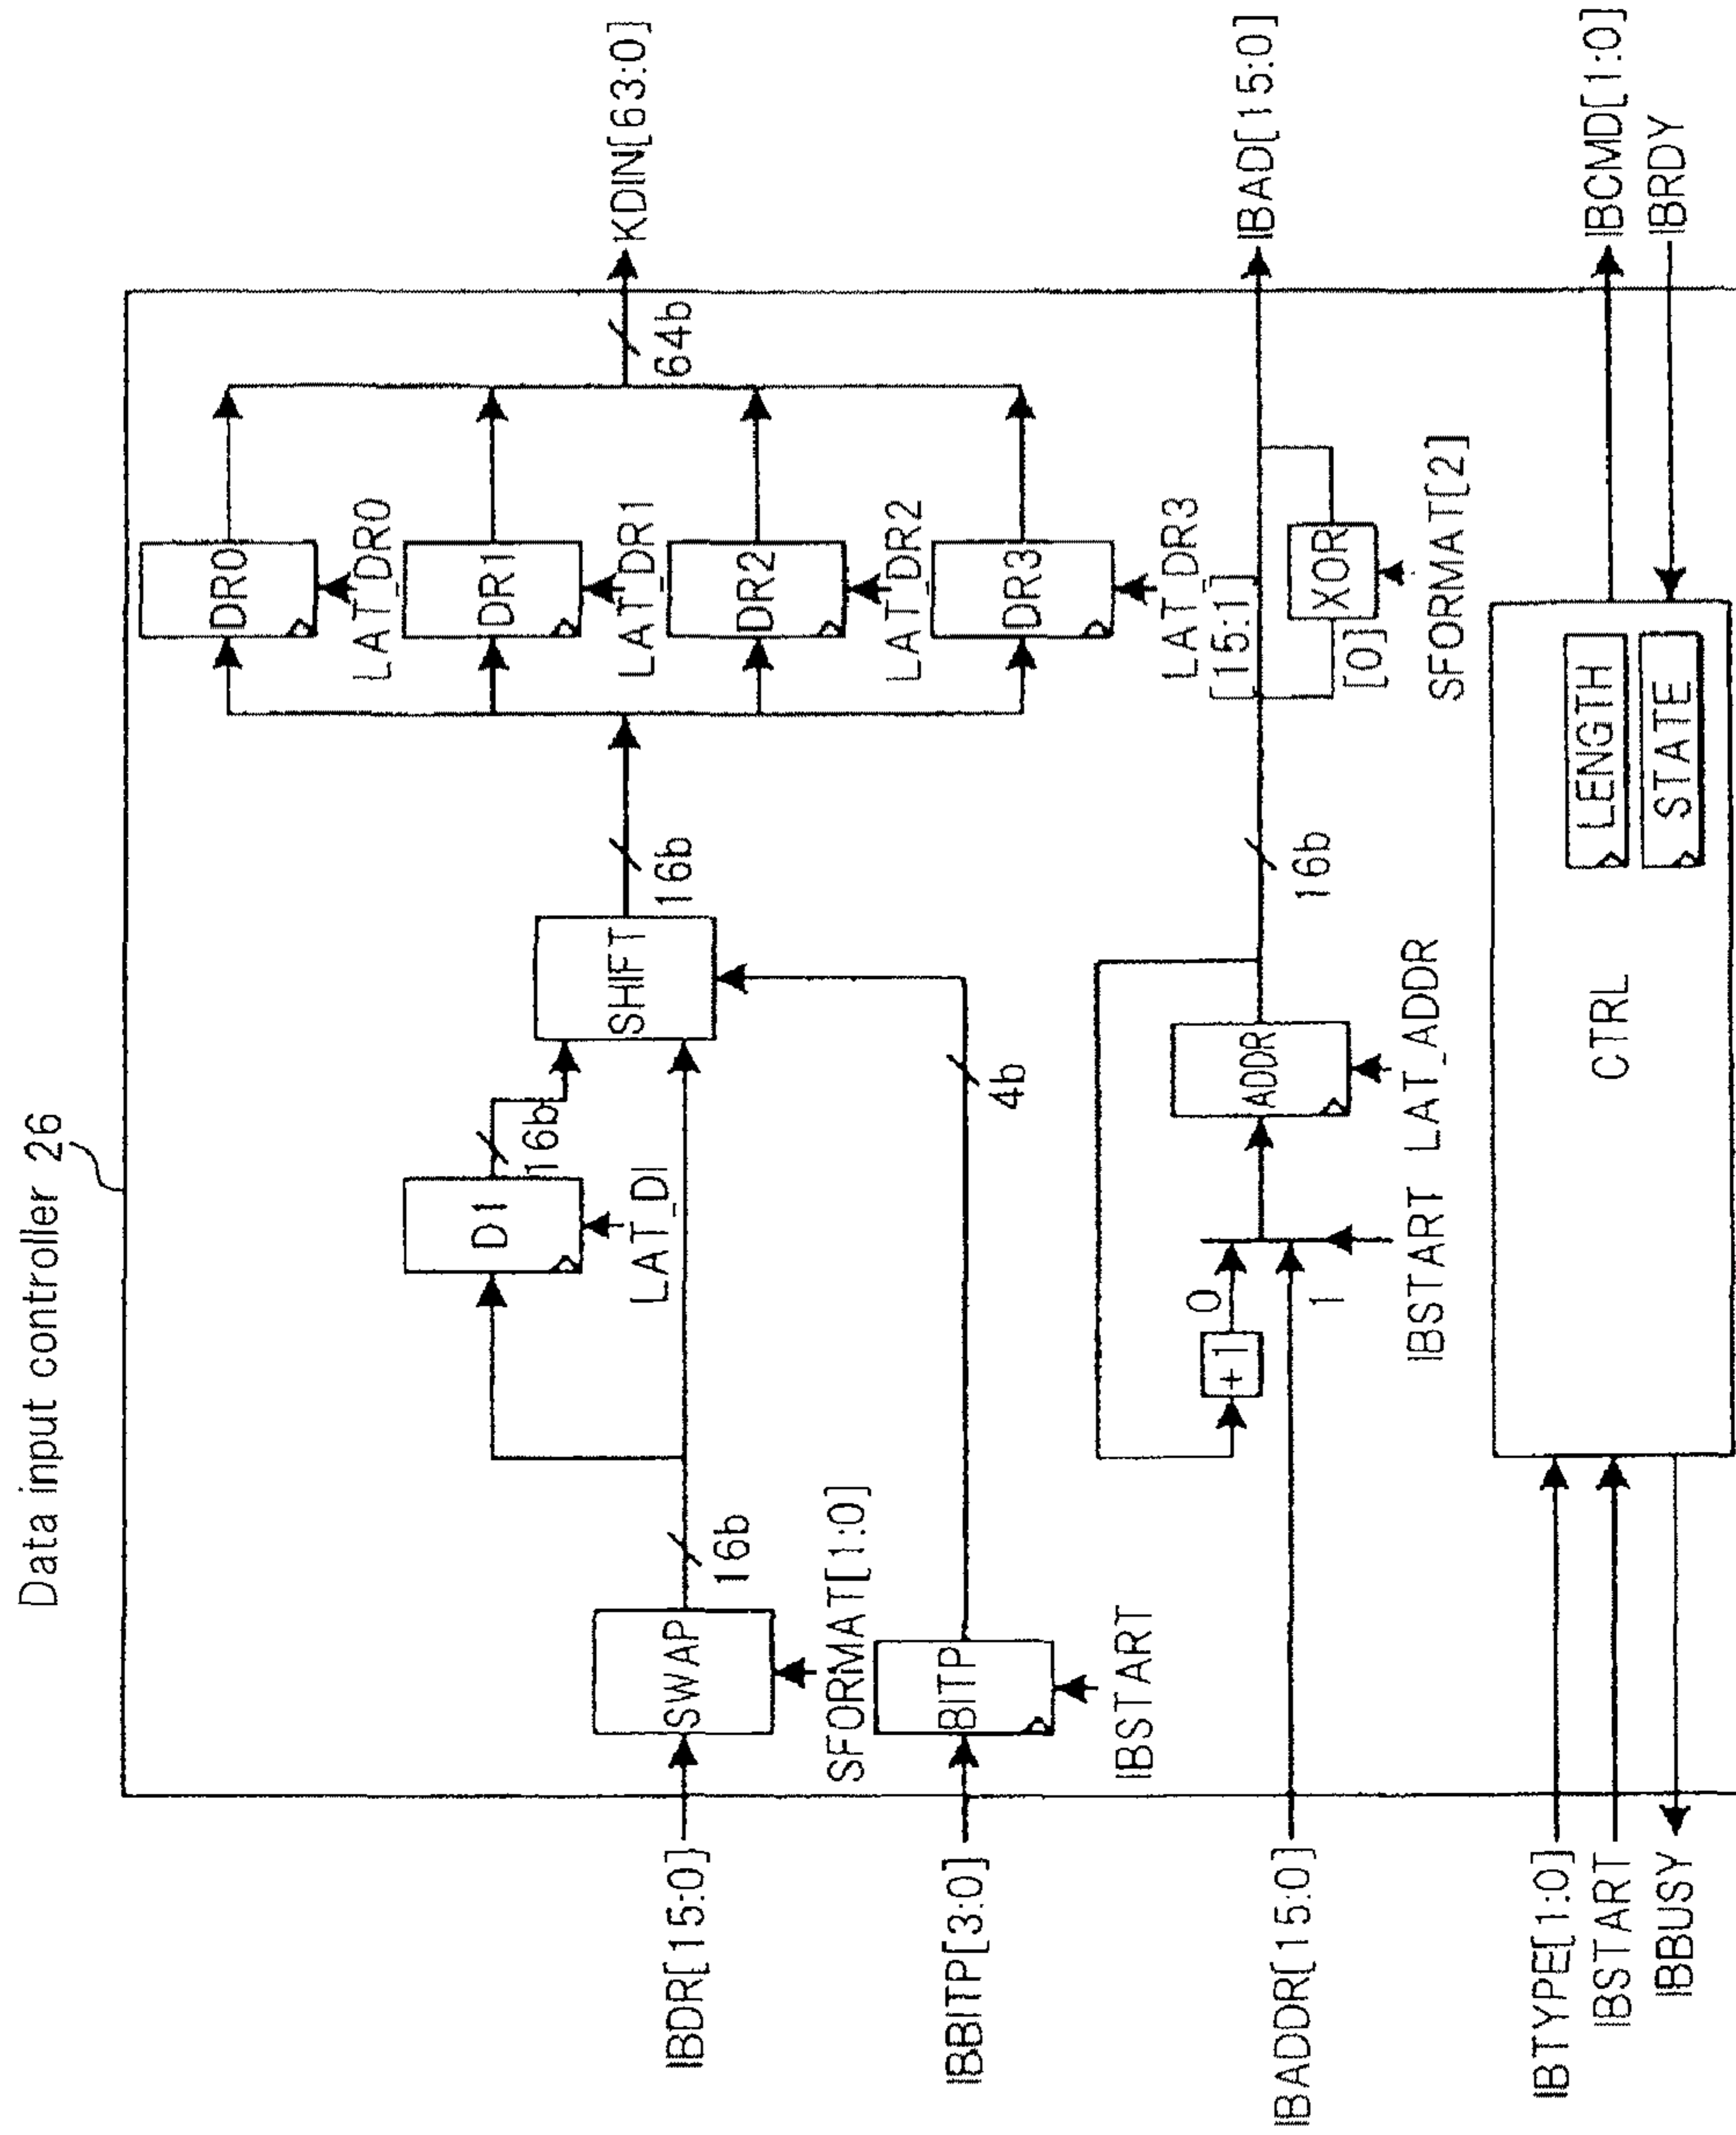 Data input controller 26
IBDR[15:0]
SWAP
SFORMAT[1:0]
16b
DI
LAT_DI
16b
SHIFT
16b
DR0
LAT_DR0
DR1
LAT_DR1
DR2
LAT_DR2
DR3
LAT_DR3
64b
KDIN[63:0]
IBBITP[3:0]
BITP
IBSTART
4b
IBADDR[15:0]
+1
0
1
IBSTART
ADDR
LAT_ADDR
16b
[15:1]
[0]
XOR
SFORMAT[2]
IBAD[15:0]
IBTYPE[1:0]
IBSTART
IBBUSY
CTRL
LENGTH
STATE
IBCMD[1:0]
IBRDY